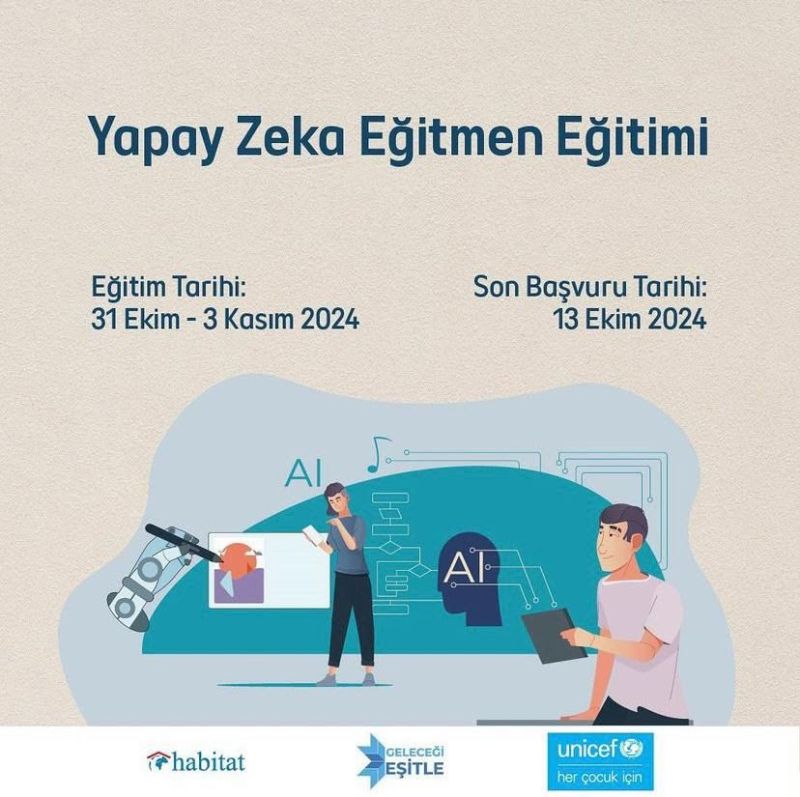 Yapay Zeka Eğitmen Eğitimi
Eğitim Tarihi:
31 Ekim - 3 Kasım 2024
Son Başvuru Tarihi:
13 Ekim 2024
AI
AI
habitat
GELECEĞİ
EŞİTLE
unicef
her çocuk için